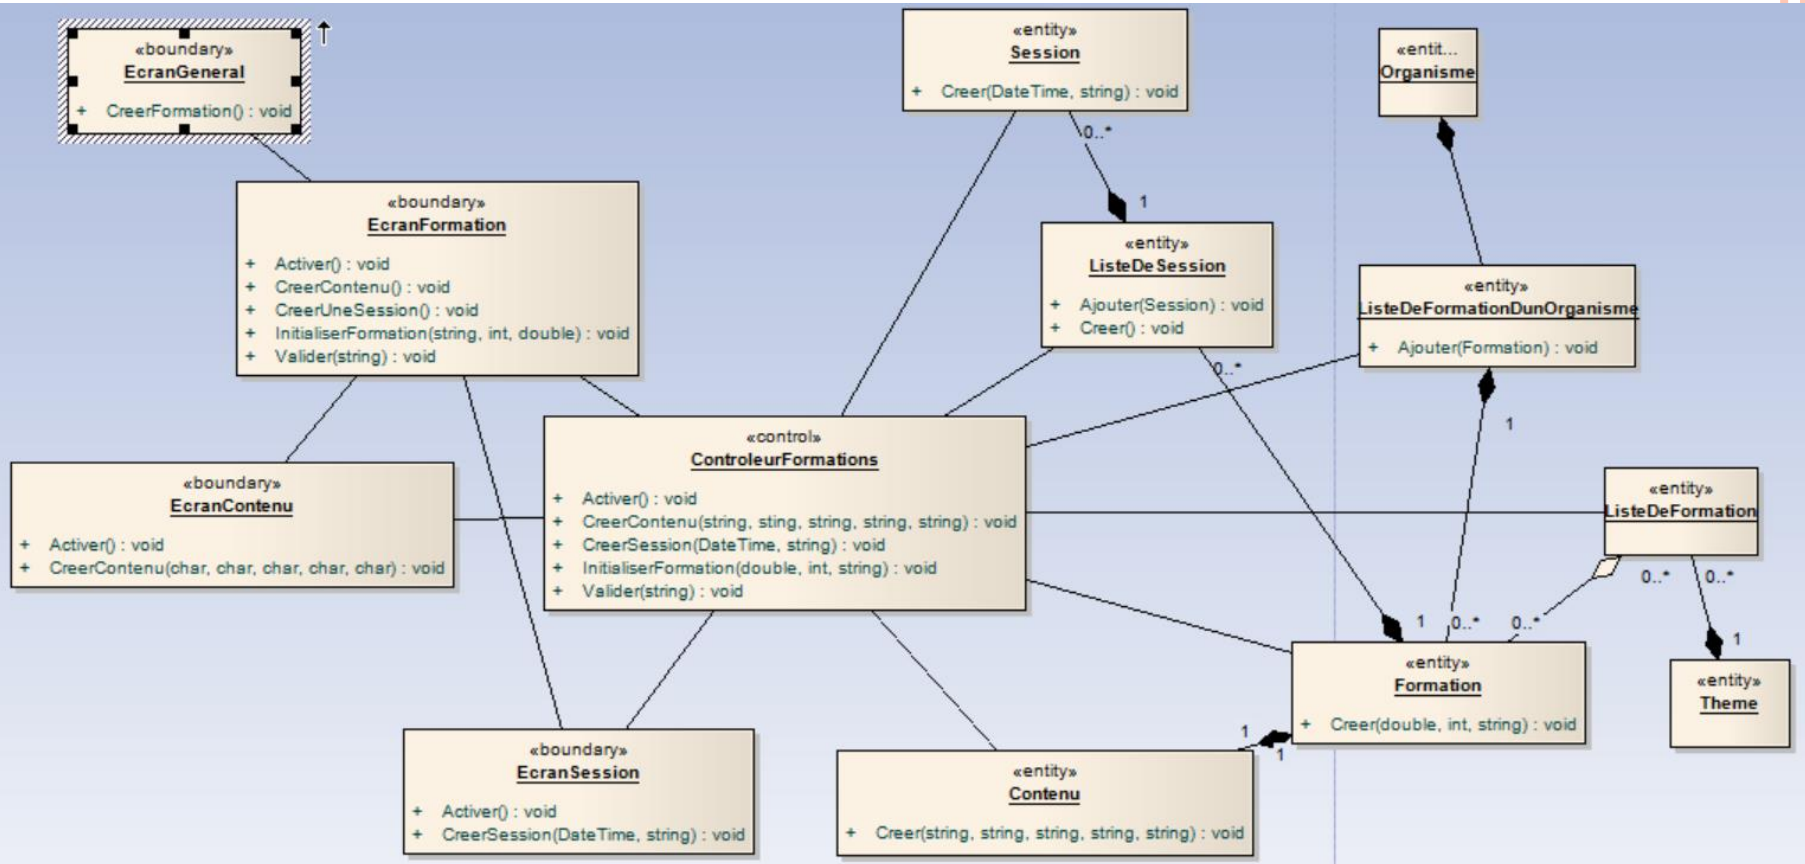 «boundary»
EcranGeneral
+ CreerFormation() : void
«entity»
Session
+ Creer(DateTime, string) : void
«entit...
Organisme
0..*
1
«boundary»
EcranFormation
+ Activer() : void
+ CreerContenu() : void
+ CreerUneSession() : void
+ InitialiserFormation(string, int, double) : void
+ Valider(string) : void
«entity»
ListeDeSession
+ Ajouter(Session) : void
+ Creer() : void
0..*
«entity»
ListeDeFormationDunOrganisme
+ Ajouter(Formation) : void
1
«control»
ControleurFormations
+ Activer() : void
+ CreerContenu(string, sting, string, string, string) : void
+ CreerSession(DateTime, string) : void
+ InitialiserFormation(double, int, string) : void
+ Valider(string) : void
«boundary»
EcranContenu
+ Activer() : void
+ CreerContenu(char, char, char, char, char) : void
«entity»
ListeDeFormation
0..*
0..*
1
0..*
0..*
1
«entity»
Formation
+ Creer(double, int, string) : void
«entity»
Theme
1
1
«boundary»
EcranSession
+ Activer() : void
+ CreerSession(DateTime, string) : void
«entity»
Contenu
+ Creer(string, string, string, string, string) : void